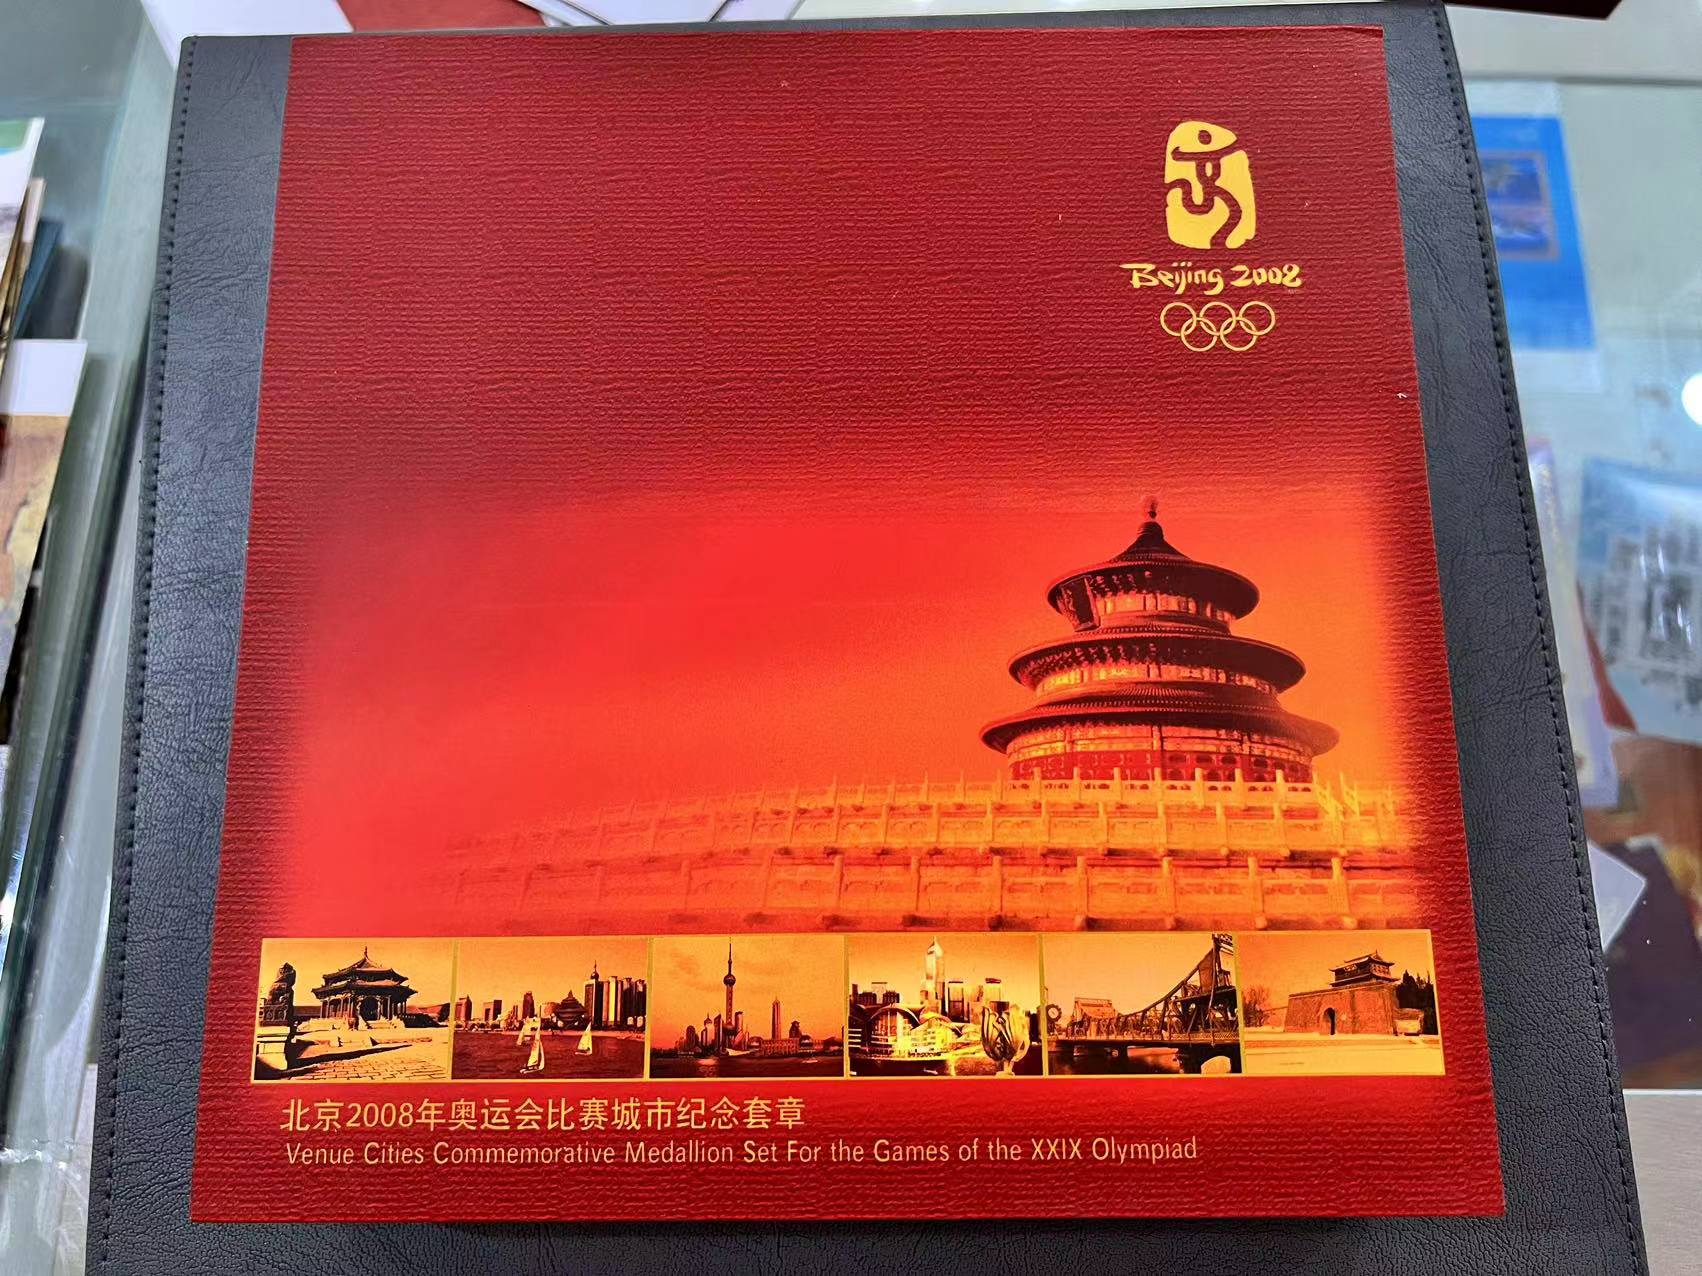 Beijing 2008
北京2008年奥运会比赛城市纪念套章
Venue Cities Commemorative Medallion Set For the Games of the XXIX Olympiad